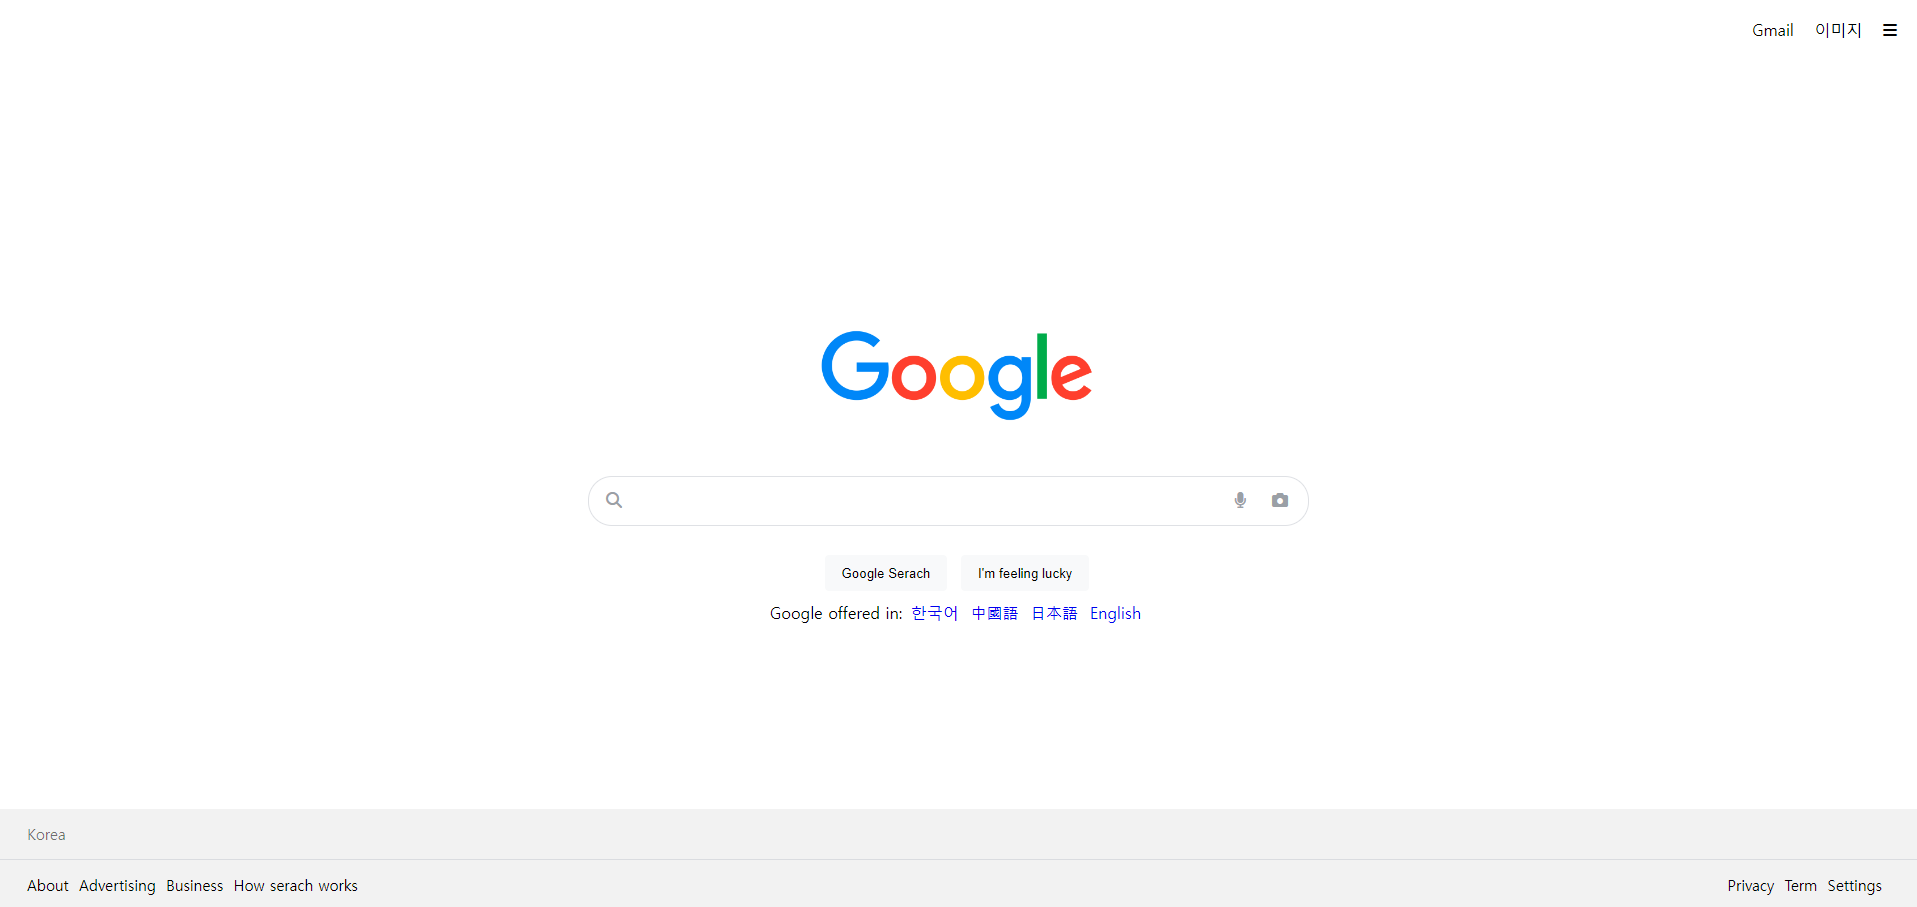 Gmail 이미지
Google
Google Serach I'm feeling lucky
Google offered in: 한국어 中國語 日本語 English
Korea
About Advertising Business How serach works Privacy Term Settings